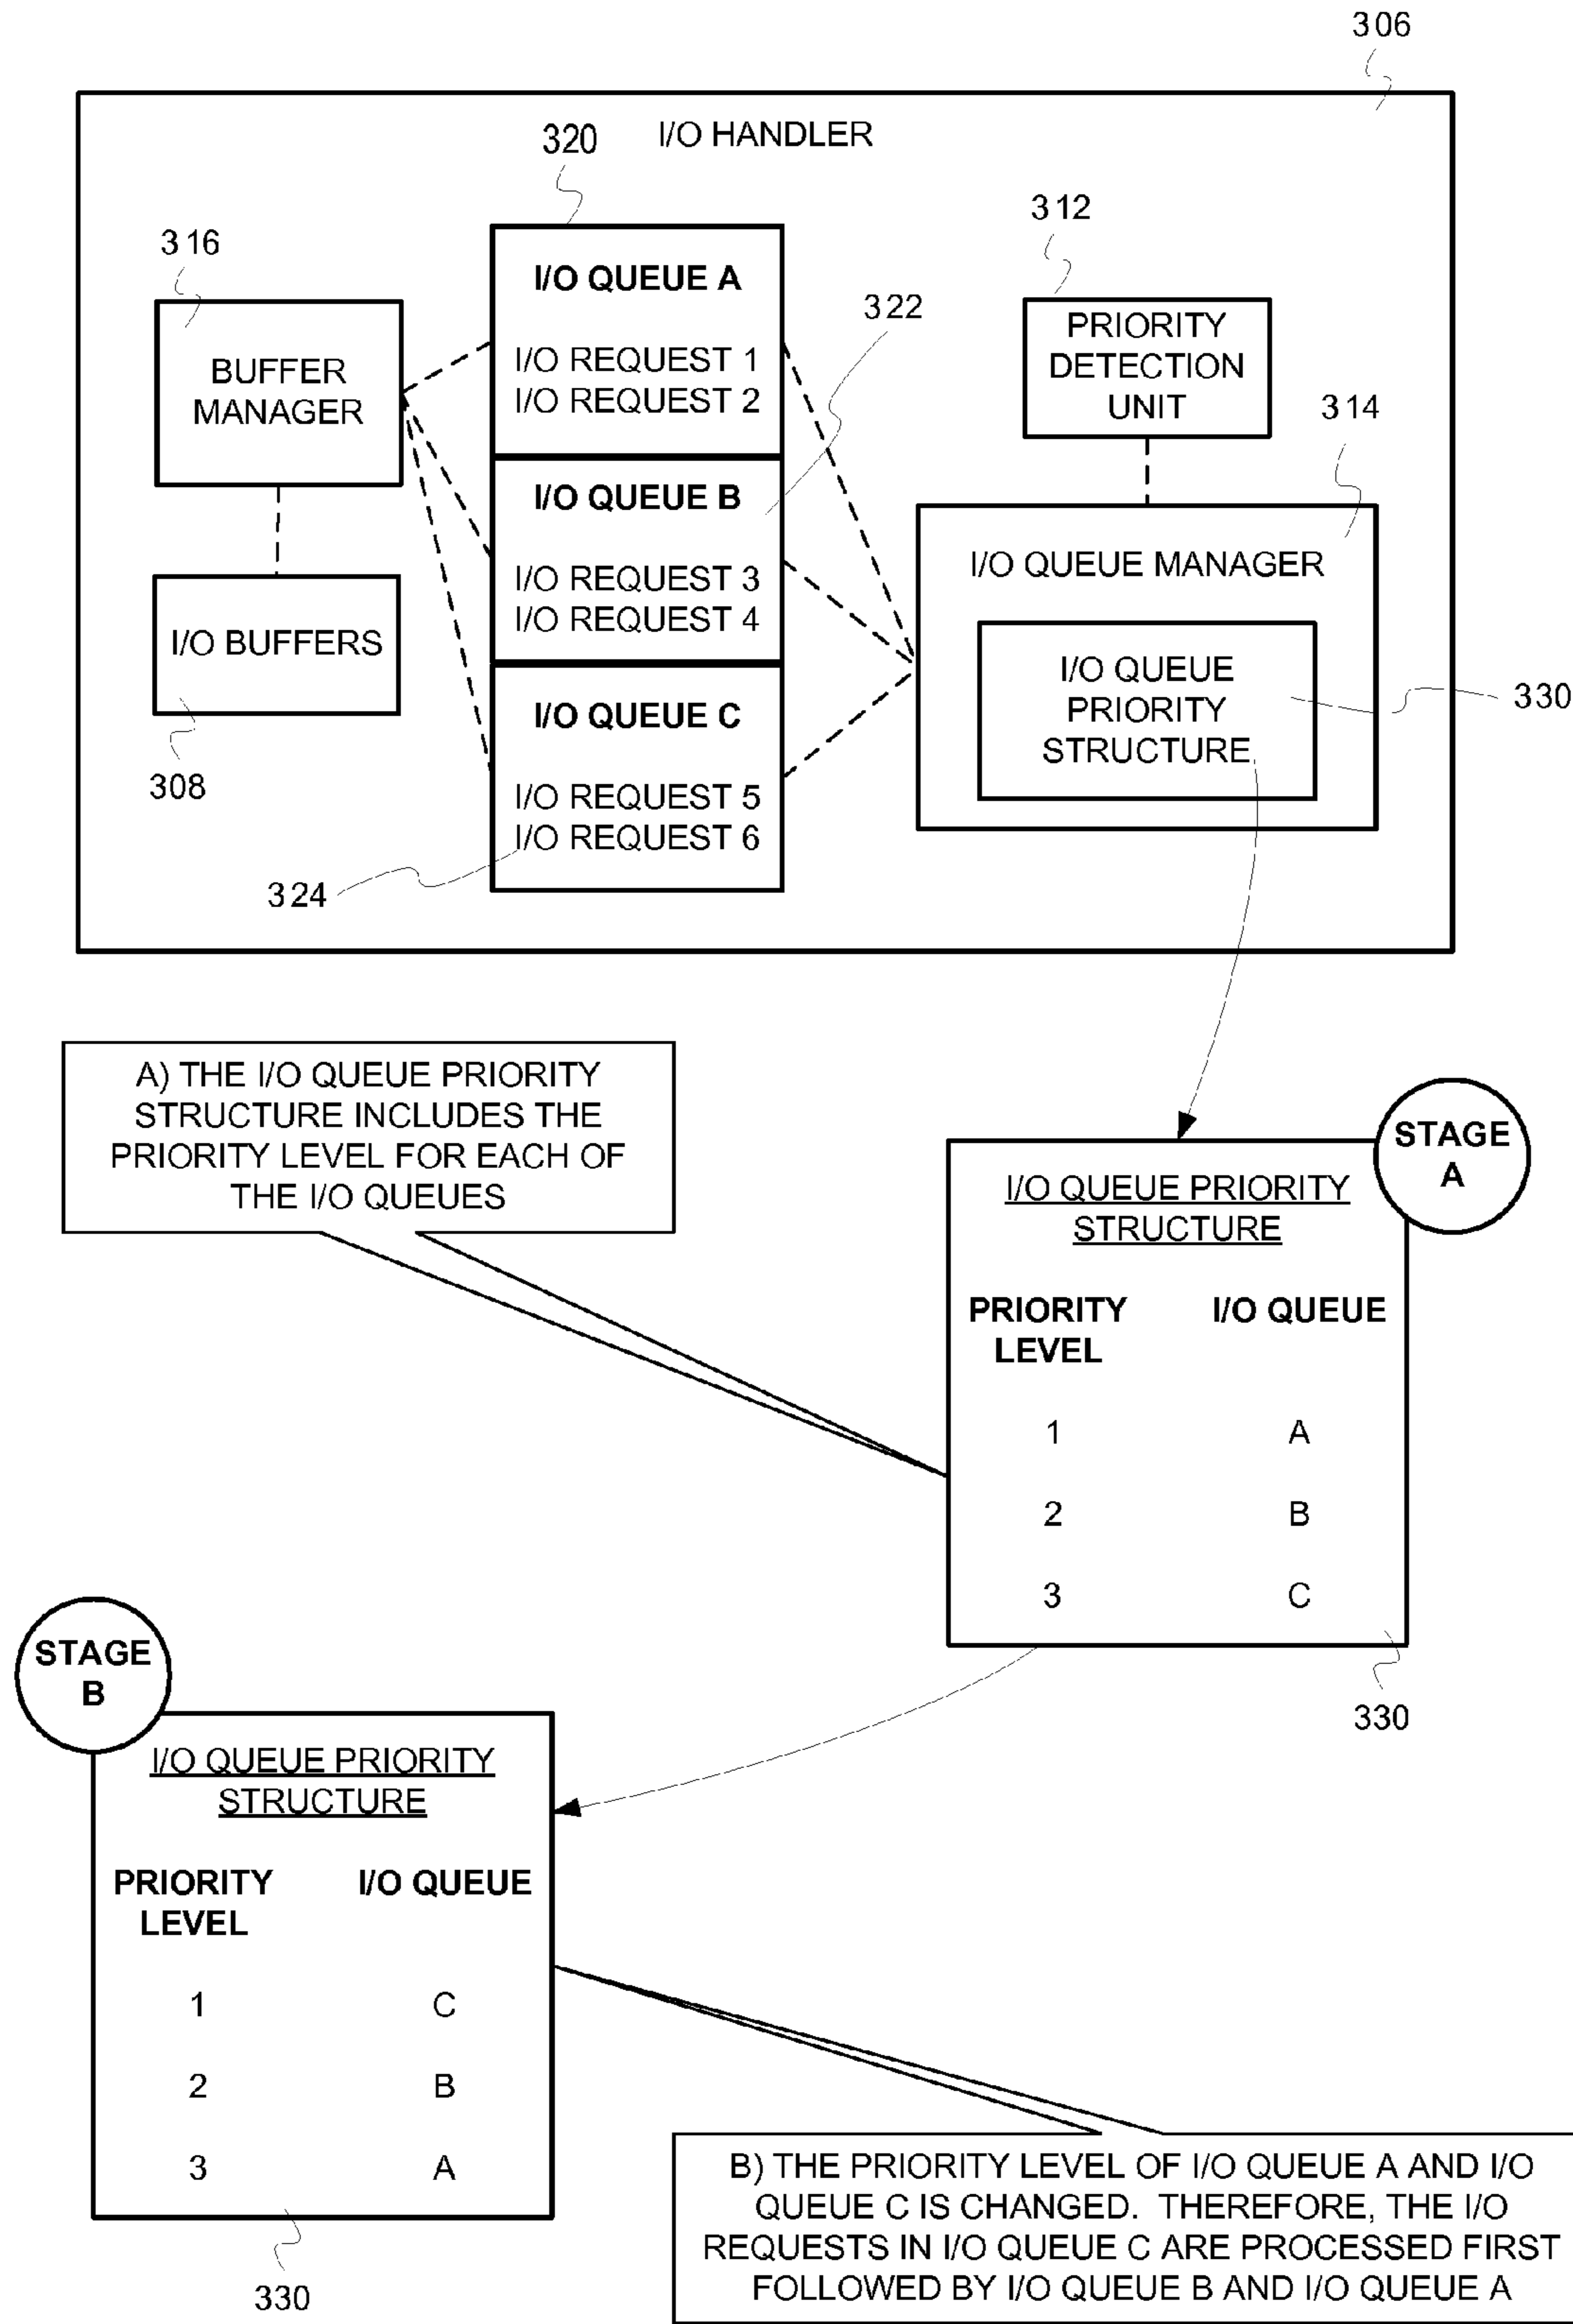 306
I/O HANDLER
320
312
316
I/O QUEUE A
322
PRIORITY
DETECTION
UNIT
I/O REQUEST 1
I/O REQUEST 2
BUFFER
MANAGER
314
I/O QUEUE B
I/O QUEUE MANAGER
I/O REQUEST 3
I/O REQUEST 4
I/O BUFFERS
I/O QUEUE
PRIORITY
STRUCTURE
330
I/O QUEUE C
308
I/O REQUEST 5
I/O REQUEST 6
324
A) THE I/O QUEUE PRIORITY
STRUCTURE INCLUDES THE
PRIORITY LEVEL FOR EACH OF
THE I/O QUEUES
STAGE
A
I/O QUEUE PRIORITY
STRUCTURE
PRIORITY LEVEL I/O QUEUE
1 A
2 B
3 C
330
STAGE
B
I/O QUEUE PRIORITY
STRUCTURE
PRIORITY LEVEL I/O QUEUE
1 C
2 B
3 A
330
B) THE PRIORITY LEVEL OF I/O QUEUE A AND I/O
QUEUE C IS CHANGED. THEREFORE, THE I/O
REQUESTS IN I/O QUEUE C ARE PROCESSED FIRST
FOLLOWED BY I/O QUEUE B AND I/O QUEUE A